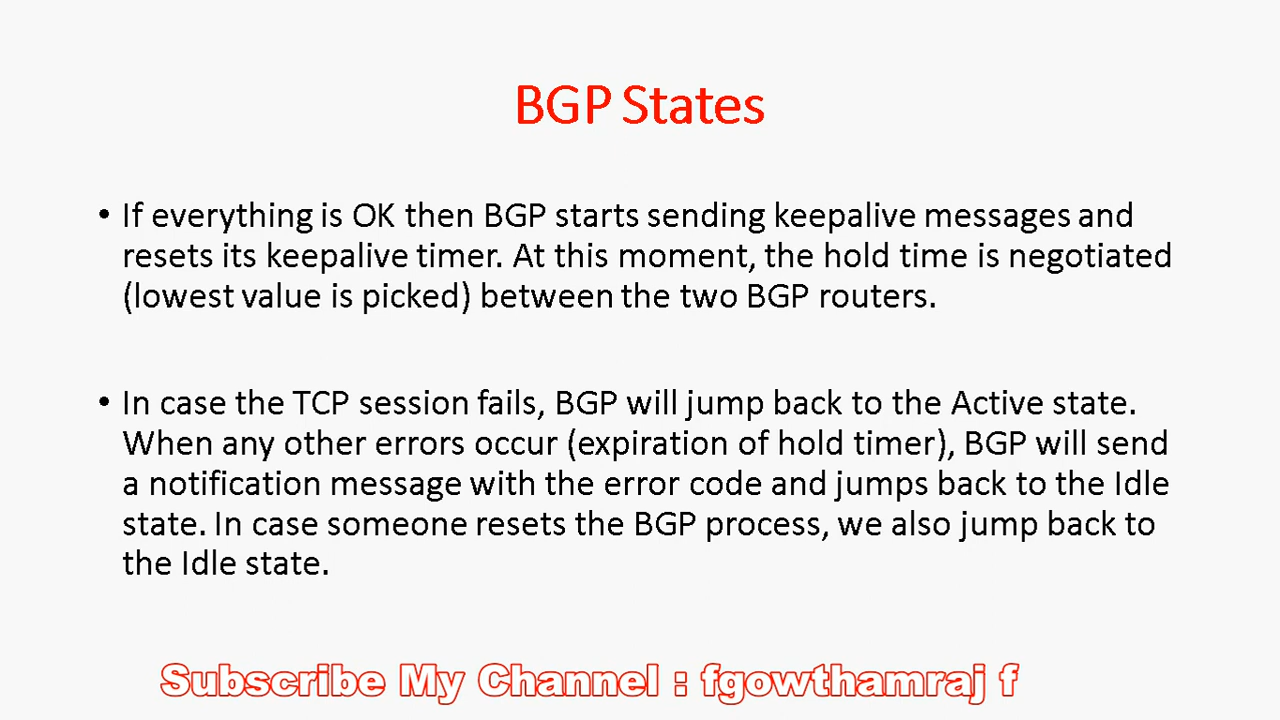 BGP States
• If everything is OK then BGP starts sending keepalive messages and
resets its keepalive timer. At this moment, the hold time is negotiated
(lowest value is picked) between the two BGP routers.
• In case the TCP session fails, BGP will jump back to the Active state.
When any other errors occur (expiration of hold timer), BGP will send
a notification message with the error code and jumps back to the Idle
state. In case someone resets the BGP process, we also jump back to
the Idle state.
Subscribe My Channel : fgowthamraj f